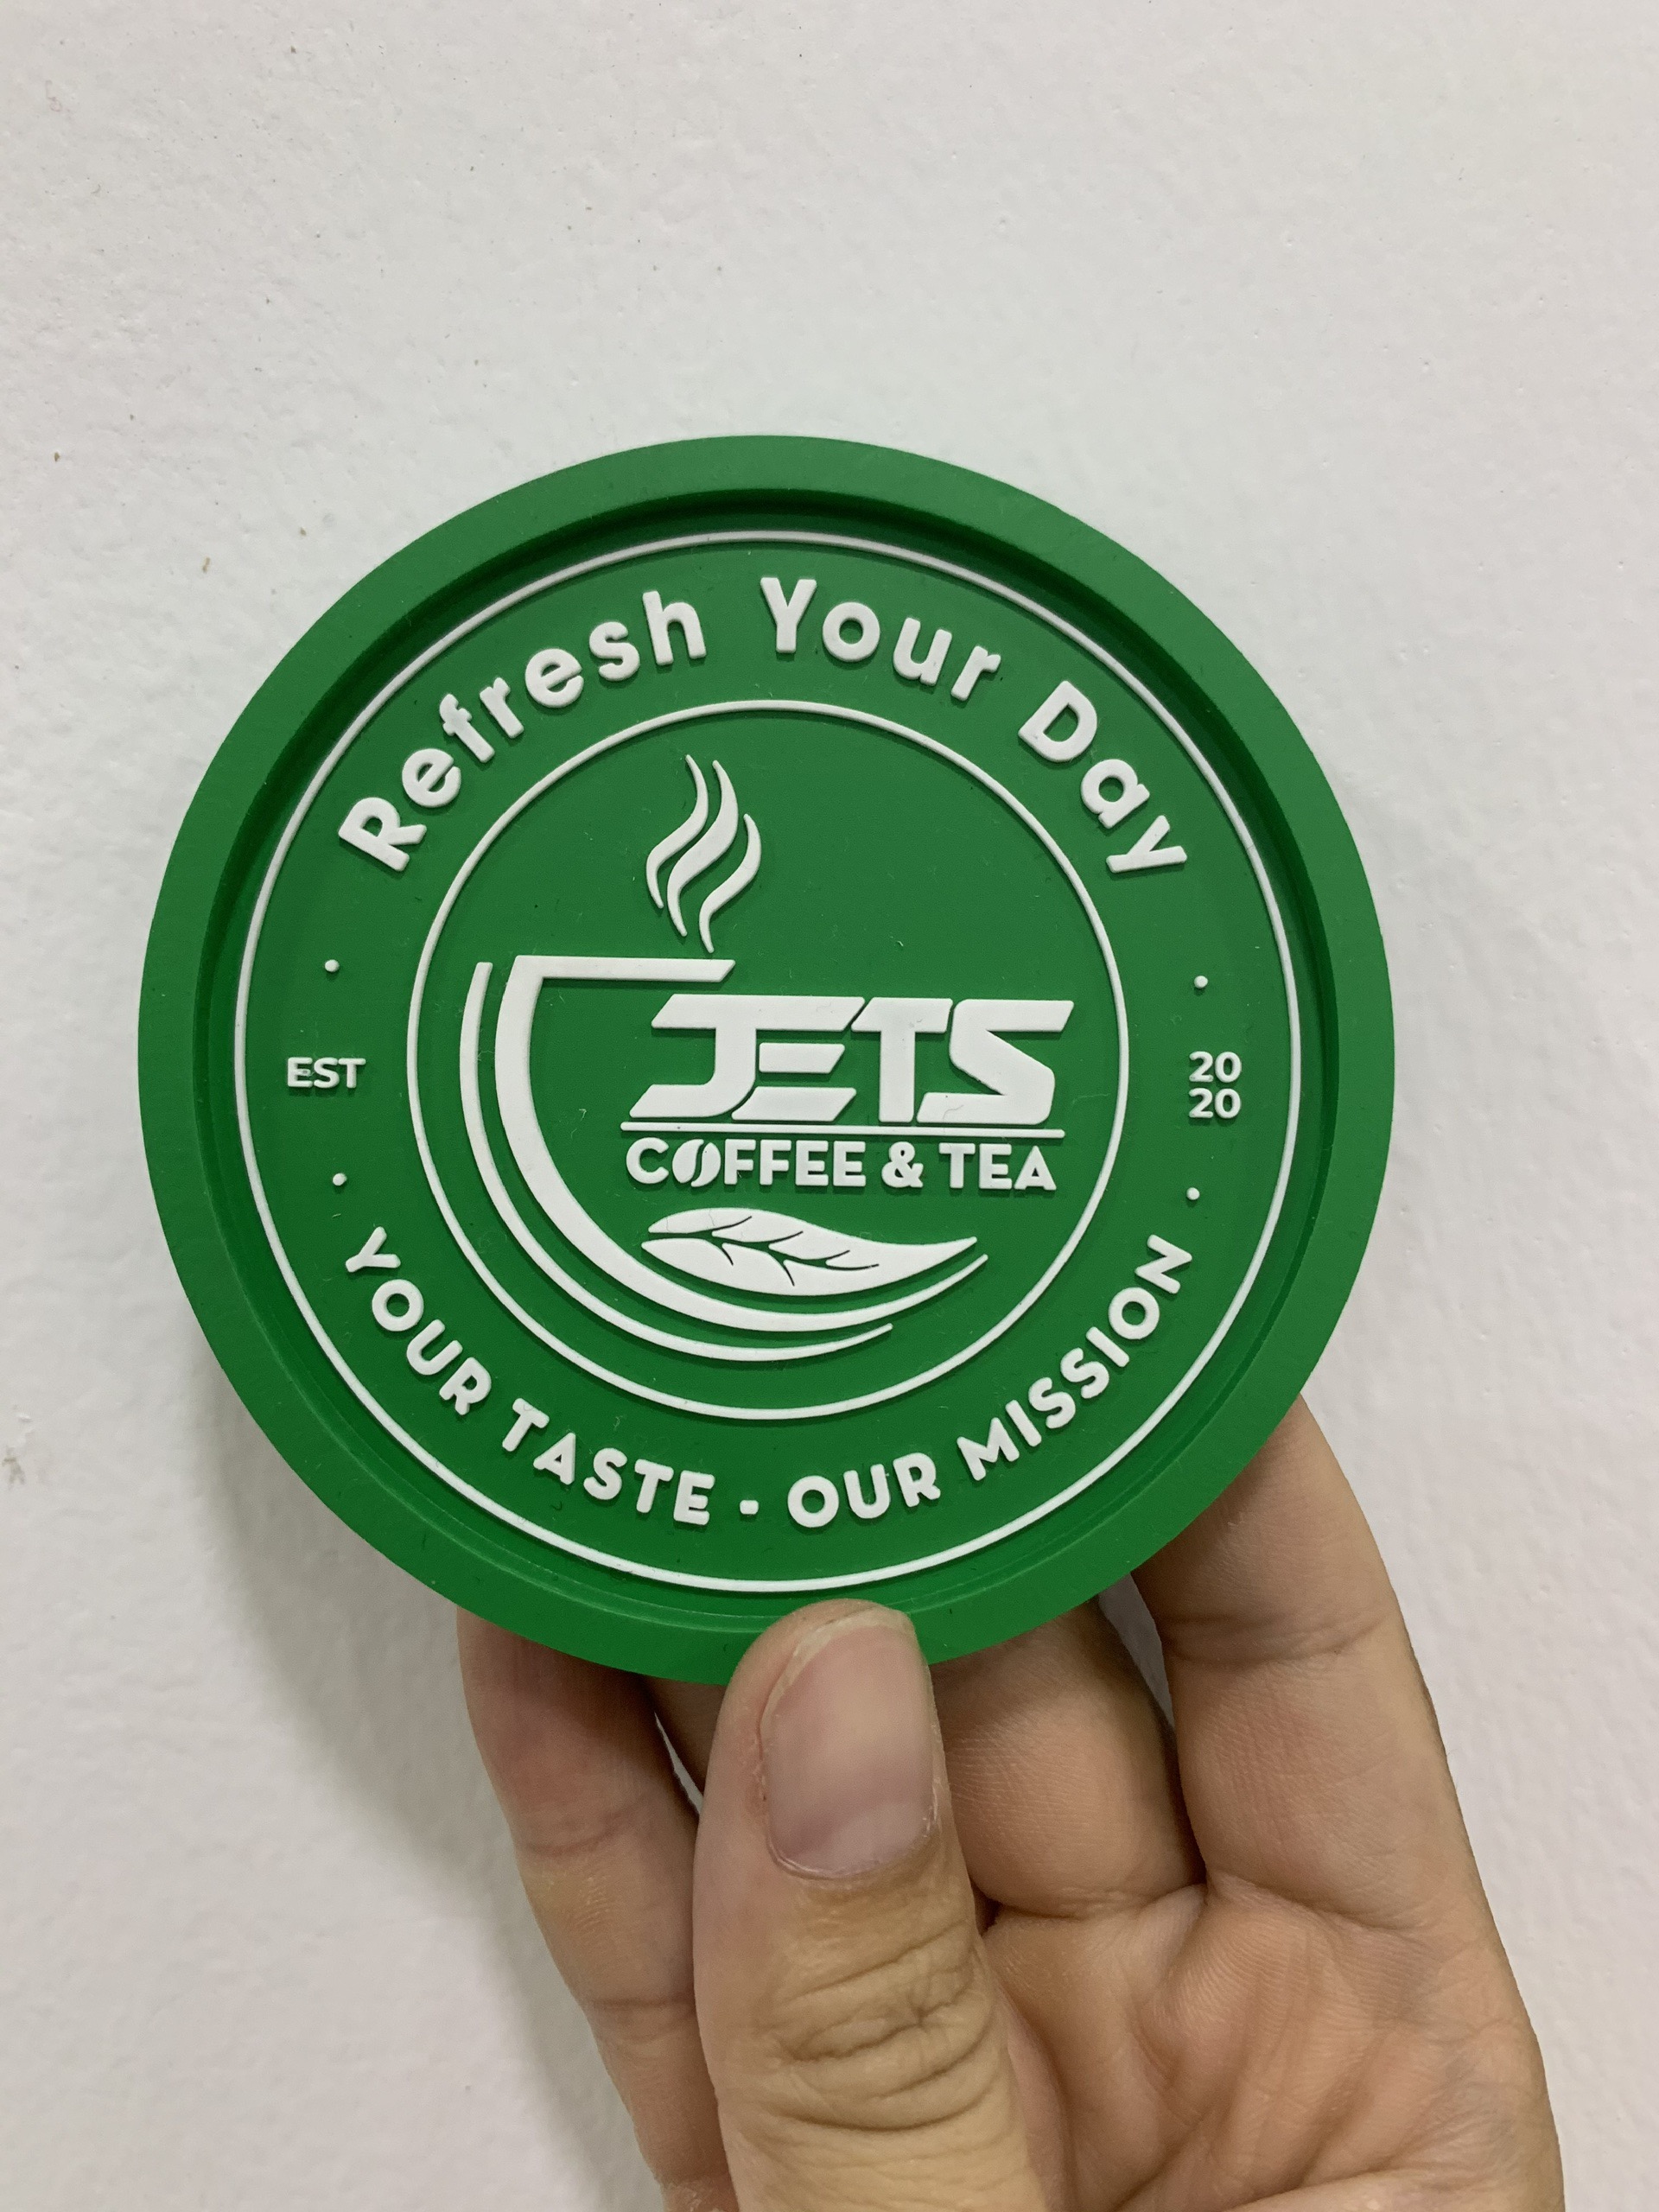 Refresh Your Day
EST
20
20
JETS
COFFEE & TEA
YOUR TASTE - OUR MISSION